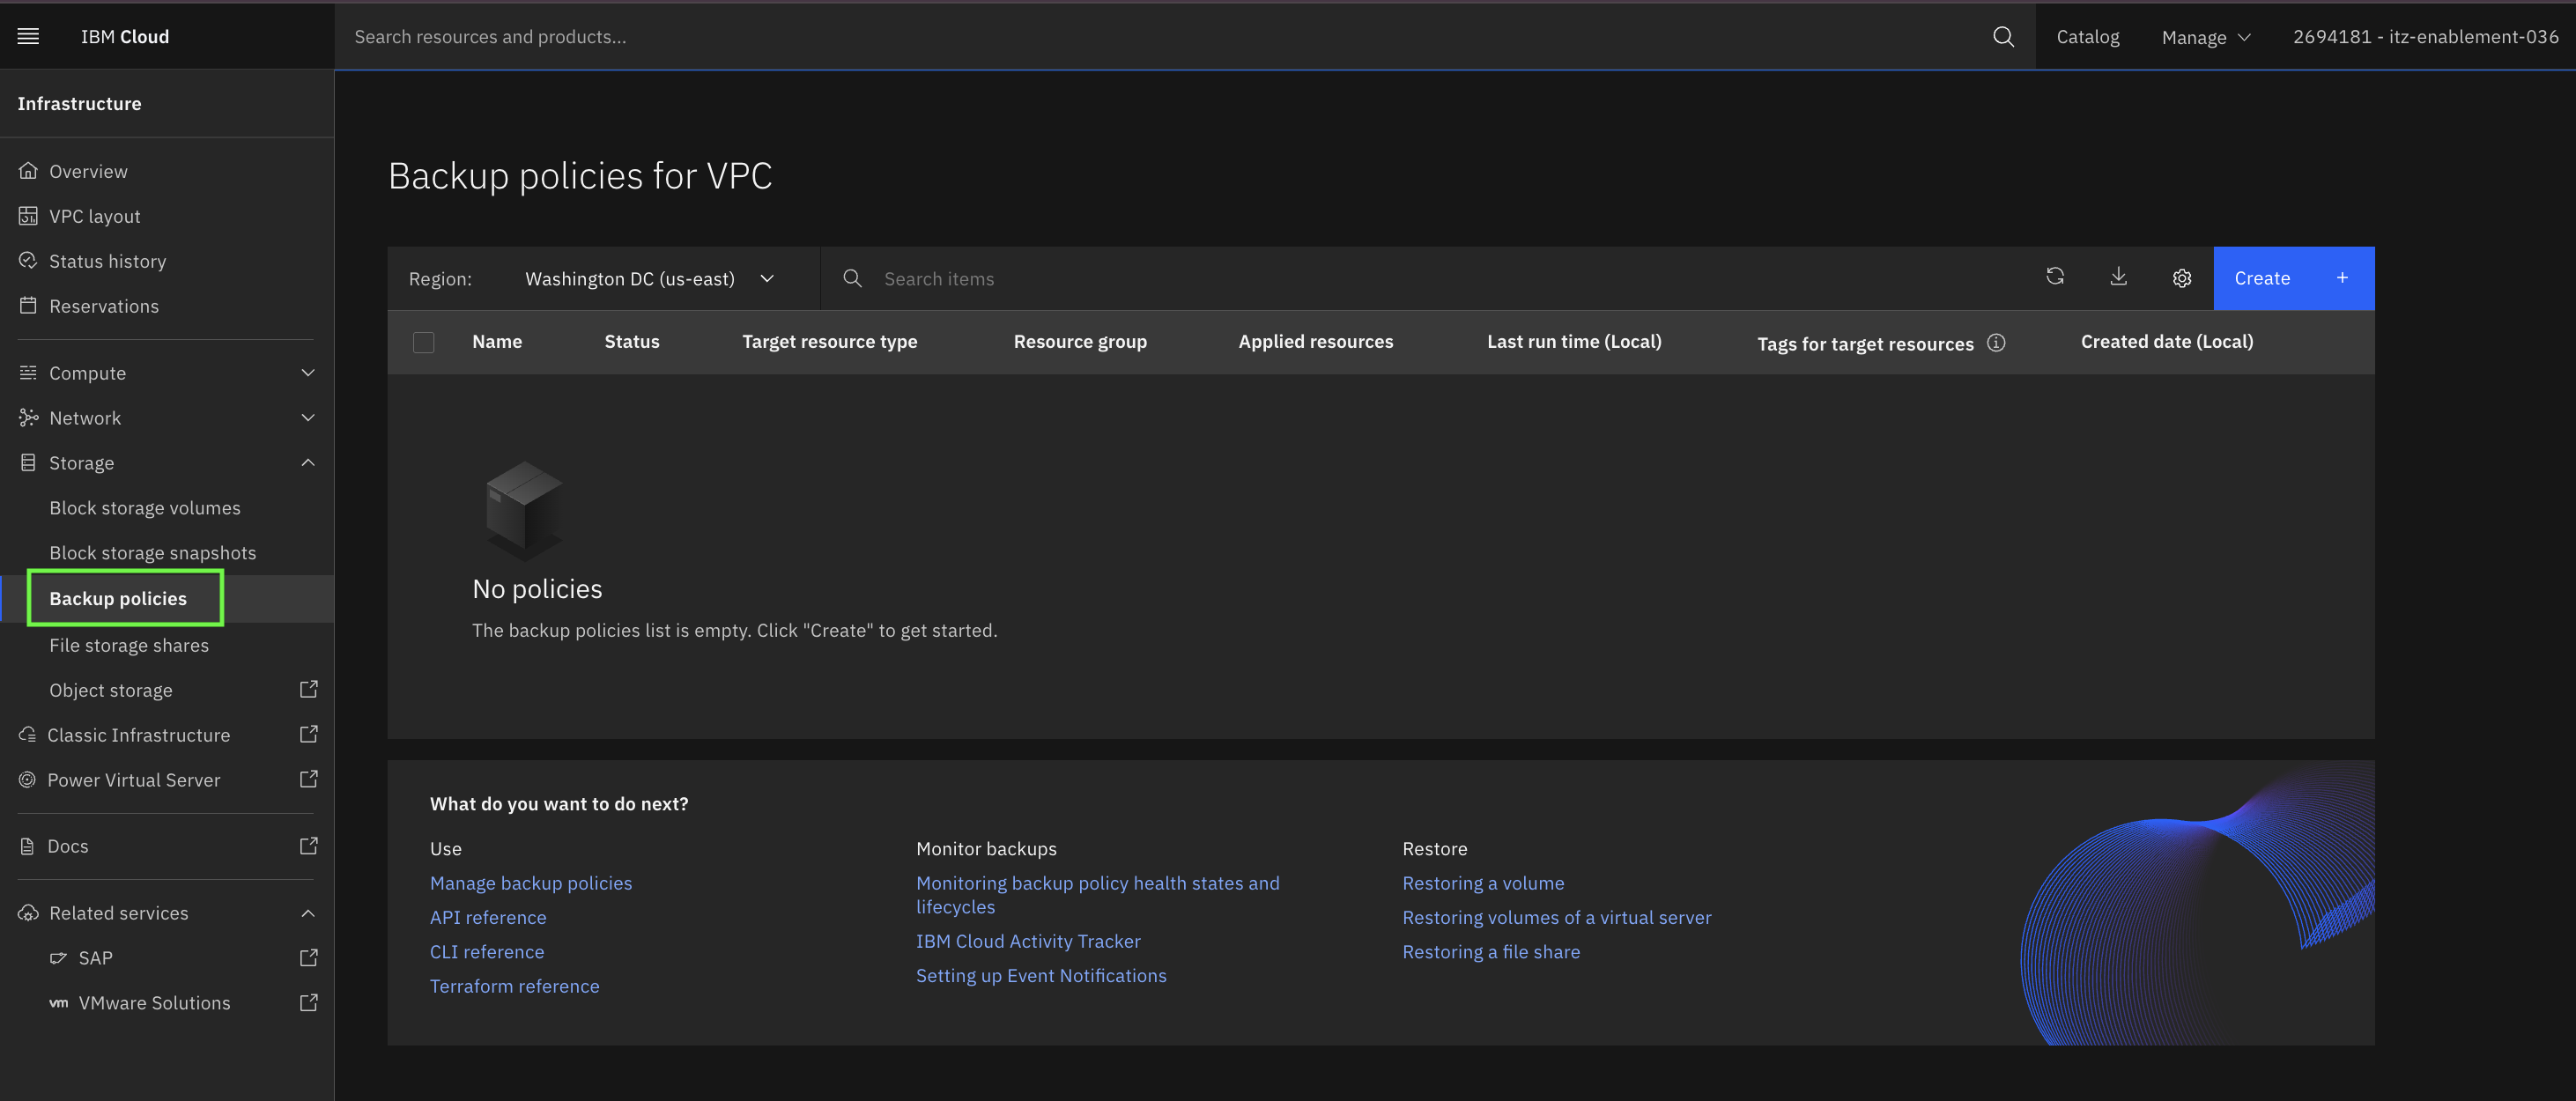 IBM Cloud
Search resources and products...
Catalog
Manage
2694181 - itz-enablement-036
Infrastructure
Overview
VPC layout
Status history
Reservations
Compute
Network
Storage
Block storage volumes
Block storage snapshots
Backup policies
File storage shares
Object storage
Classic Infrastructure
Power Virtual Server
Docs
Related services
SAP
vm VMware Solutions
Backup policies for VPC
Region: Washington DC (us-east)
Search items
Create +
Name Status Target resource type Resource group Applied resources Last run time (Local) Tags for target resources Created date (Local)
No policies
The backup policies list is empty. Click "Create" to get started.
What do you want to do next?
Use
Manage backup policies
API reference
CLI reference
Terraform reference
Monitor backups
Monitoring backup policy health states and
lifecycles
IBM Cloud Activity Tracker
Setting up Event Notifications
Restore
Restoring a volume
Restoring volumes of a virtual server
Restoring a file share